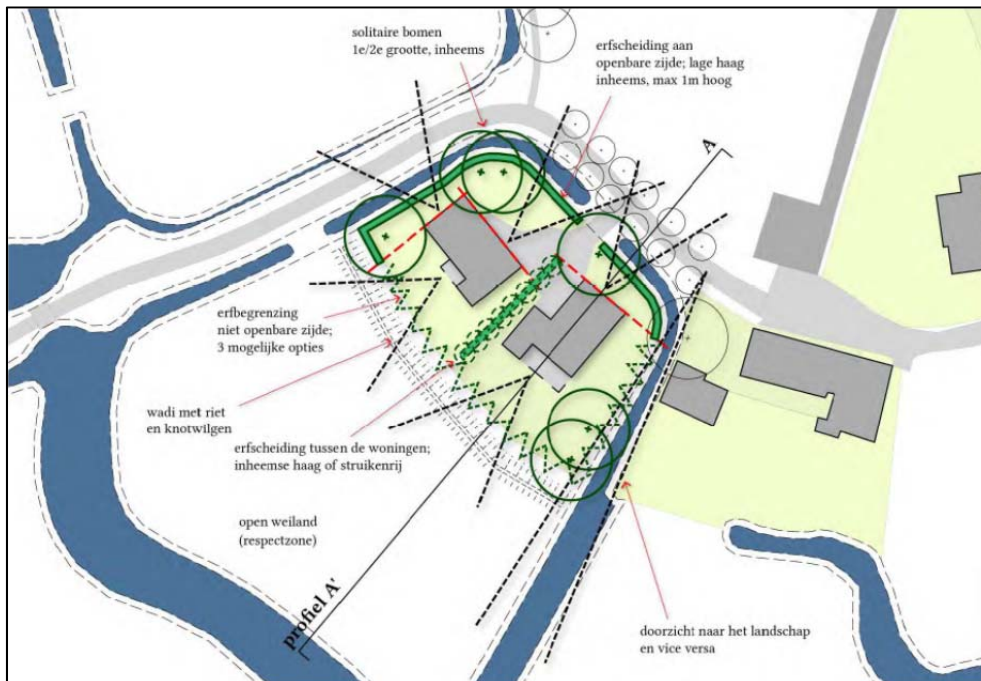 solitaire bomen
1e/2e grootte, inheems
erfscheiding aan
openbare zijde; lage haag
inheems, max 1m hoog
A
erfbegrenzing
niet openbare zijde;
3 mogelijke opties
wadi met riet
en knotwilgen
erfscheiding tussen de woningen;
inheemse haag of struikenrij
open weiland
(respectzone)
profiel A'
doorzicht naar het landschap
en vice versa